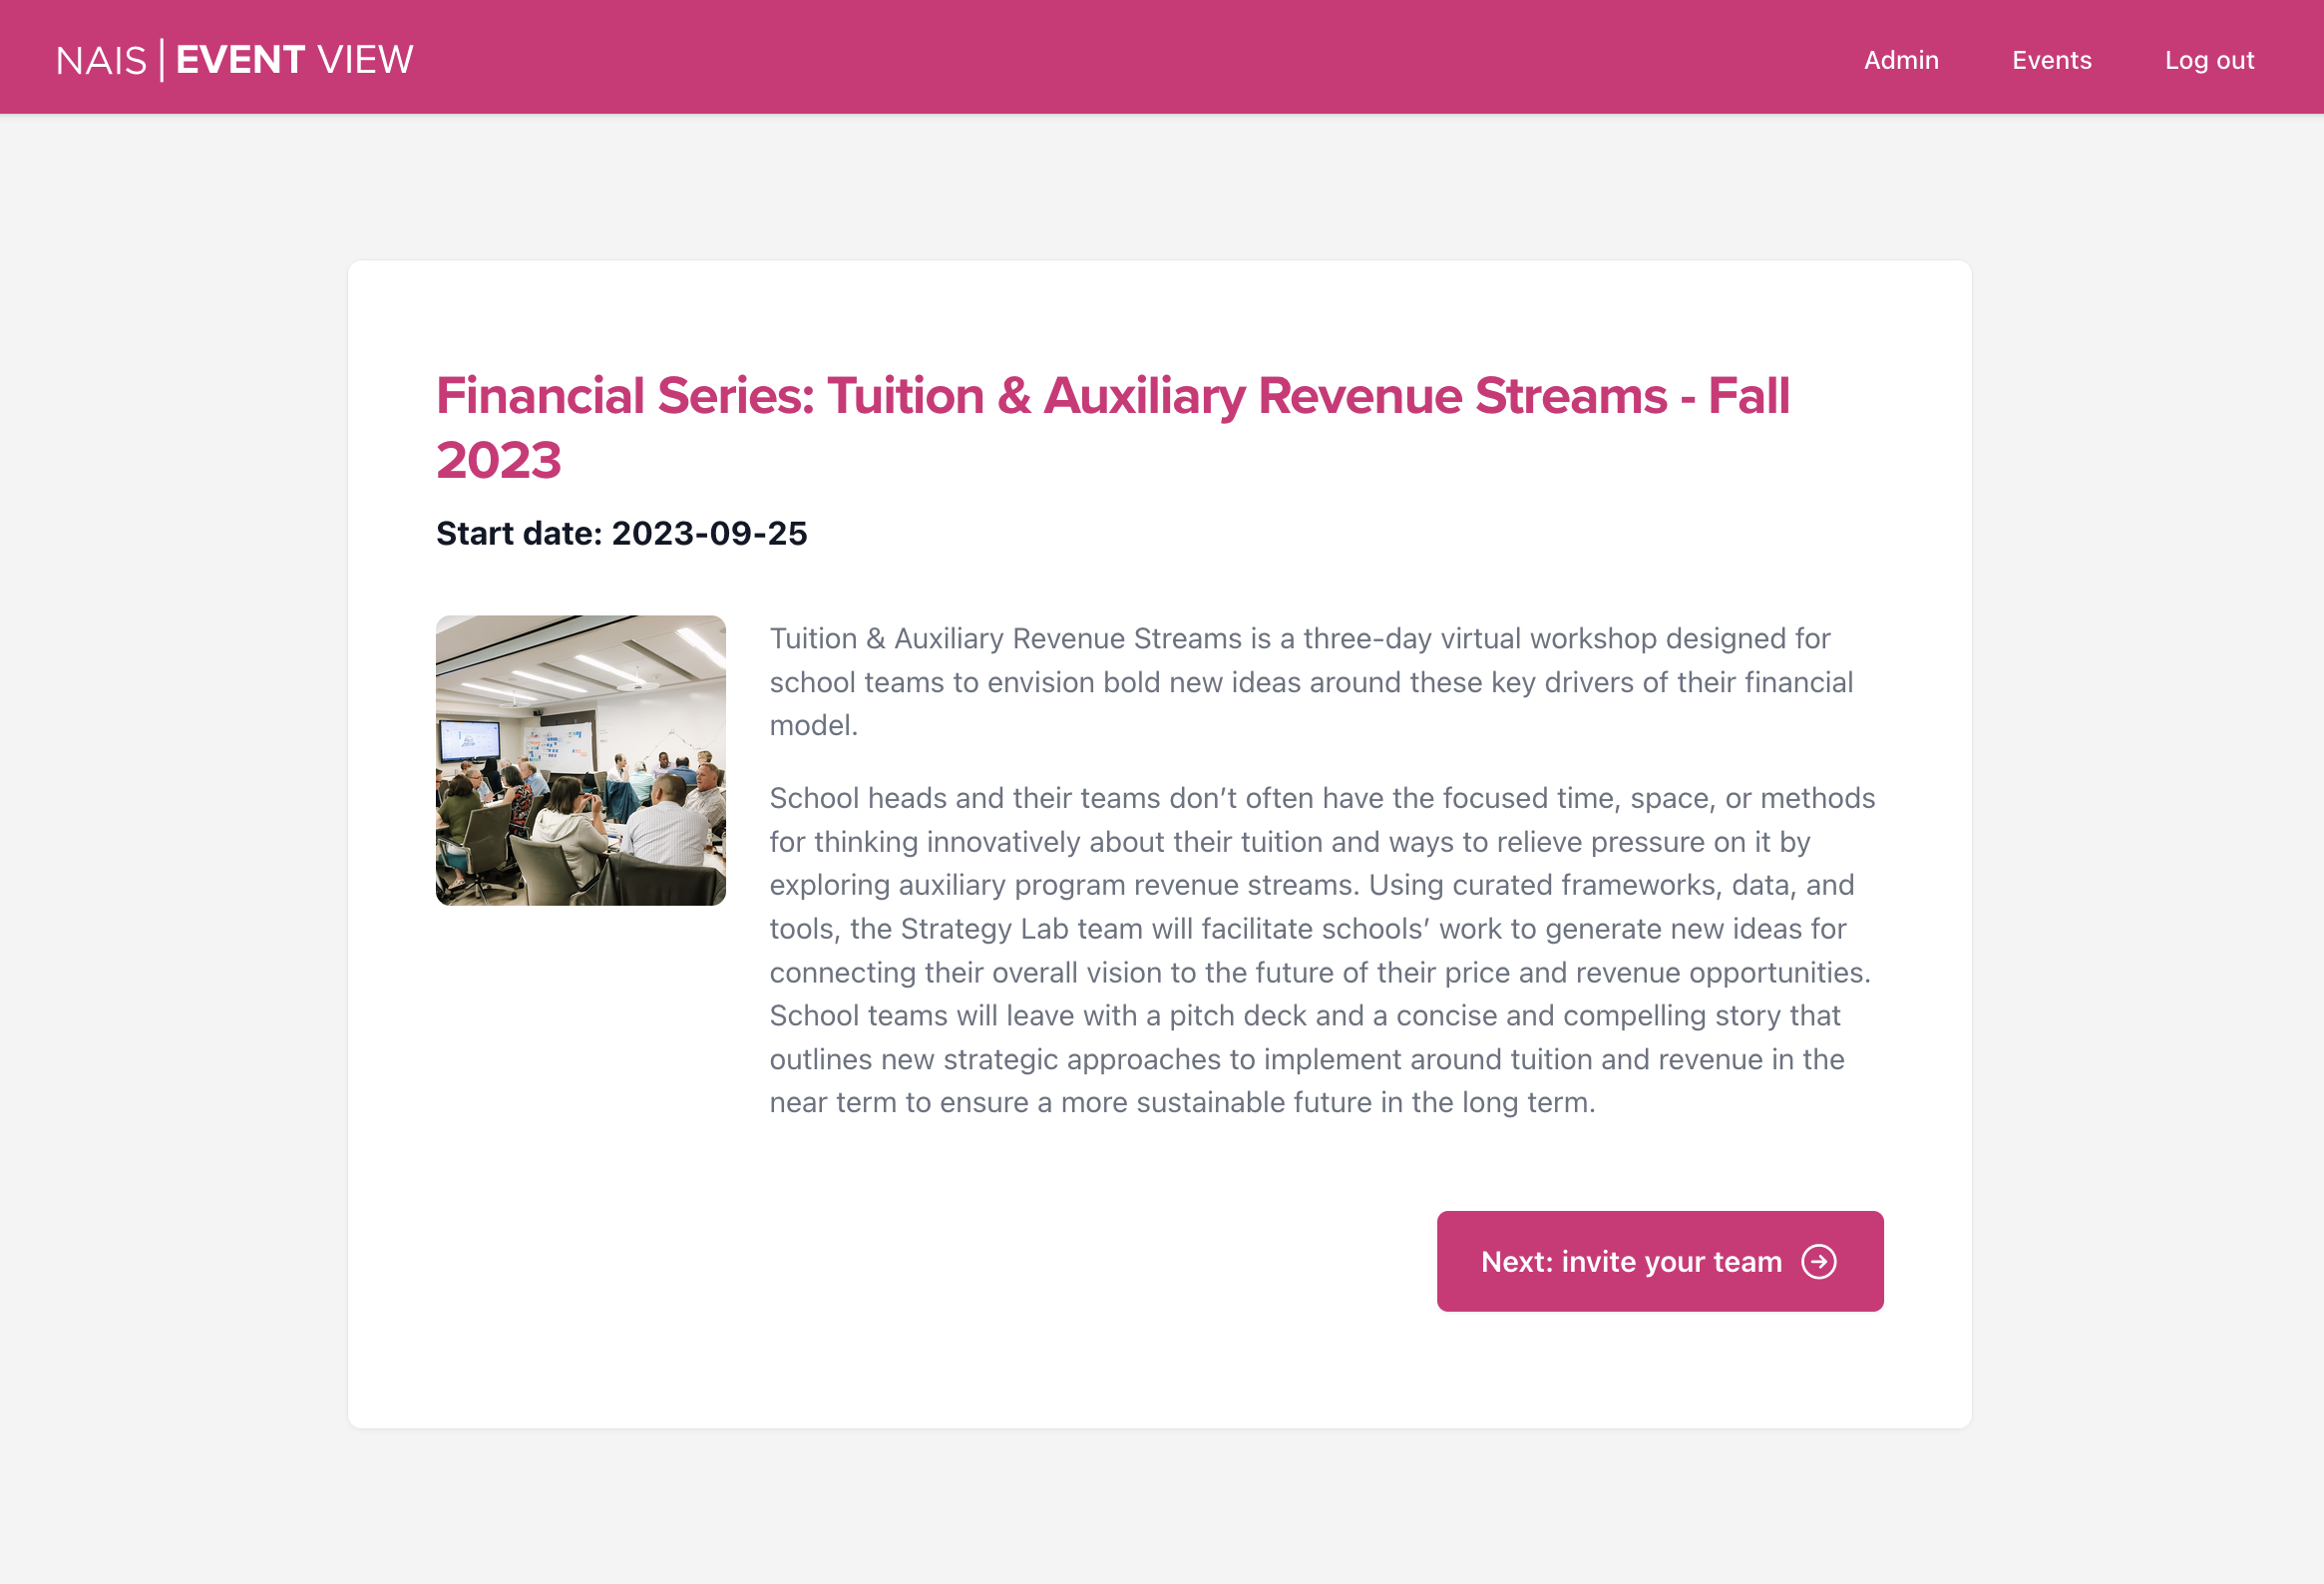 NAIS | EVENT VIEW
Admin
Events
Log out
Financial Series: Tuition & Auxiliary Revenue Streams - Fall
2023
Start date: 2023-09-25
Tuition & Auxiliary Revenue Streams is a three-day virtual workshop designed for
school teams to envision bold new ideas around these key drivers of their financial
model.
School heads and their teams don’t often have the focused time, space, or methods
for thinking innovatively about their tuition and ways to relieve pressure on it by
exploring auxiliary program revenue streams. Using curated frameworks, data, and
tools, the Strategy Lab team will facilitate schools’ work to generate new ideas for
connecting their overall vision to the future of their price and revenue opportunities.
School teams will leave with a pitch deck and a concise and compelling story that
outlines new strategic approaches to implement around tuition and revenue in the
near term to ensure a more sustainable future in the long term.
Next: invite your team